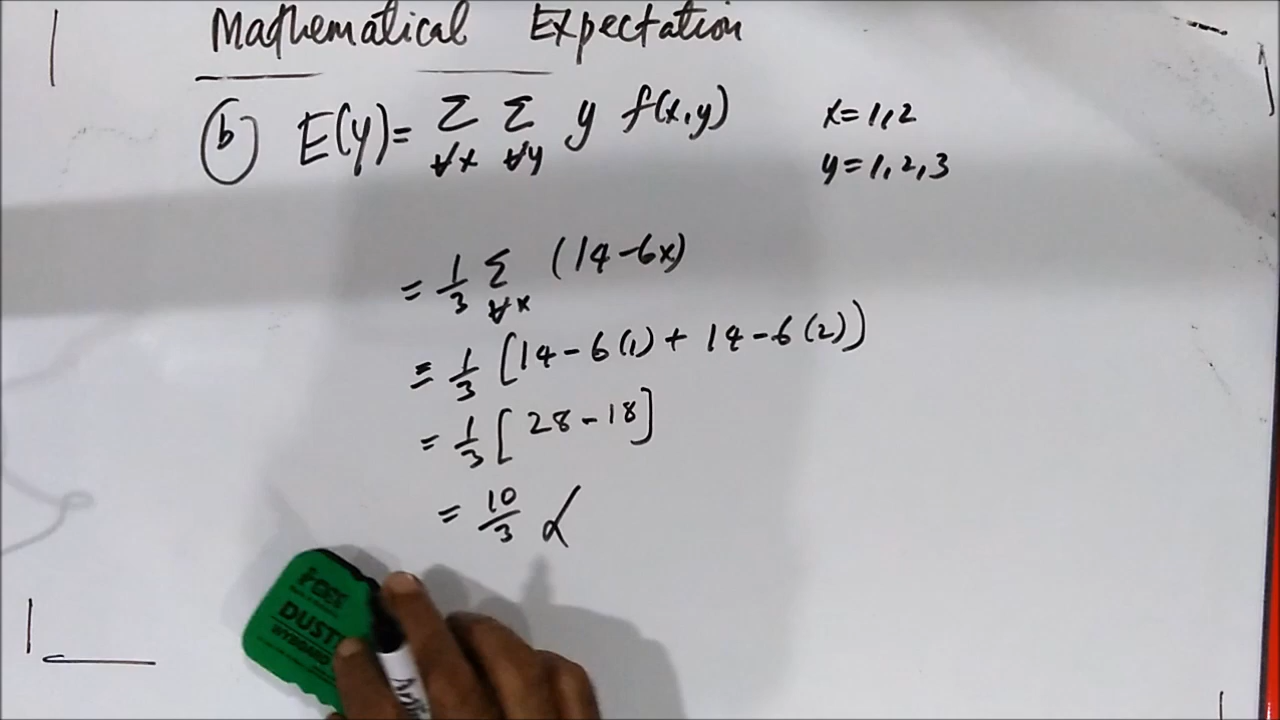 Mathematical Expectation
(b) E(y) = Σ∀x Σ∀y y f(x,y)
x = 1, 2
y = 1, 2, 3
= 1/3 Σ∀x (14 - 6x)
= 1/3 [14 - 6(1) + 14 - 6(2)]
= 1/3 [28 - 18]
= 10/3
DUST